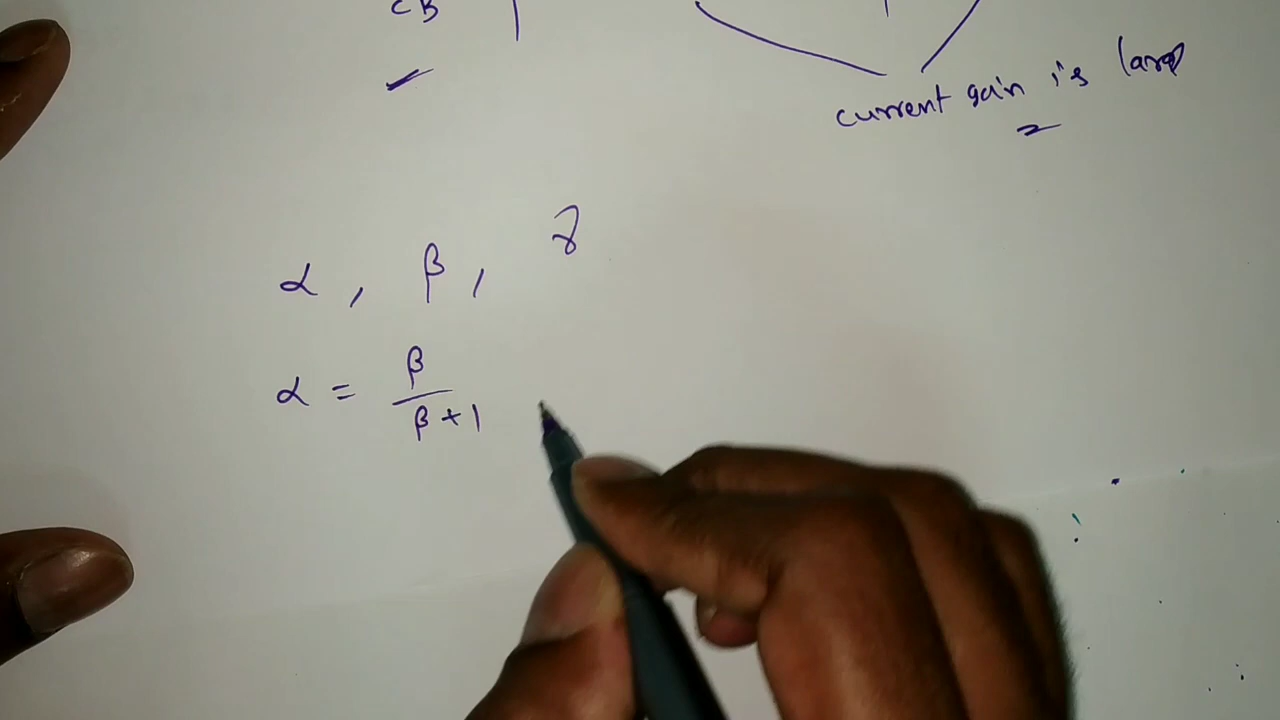 CB
current gain is large
α , β , γ
α = β / β + 1